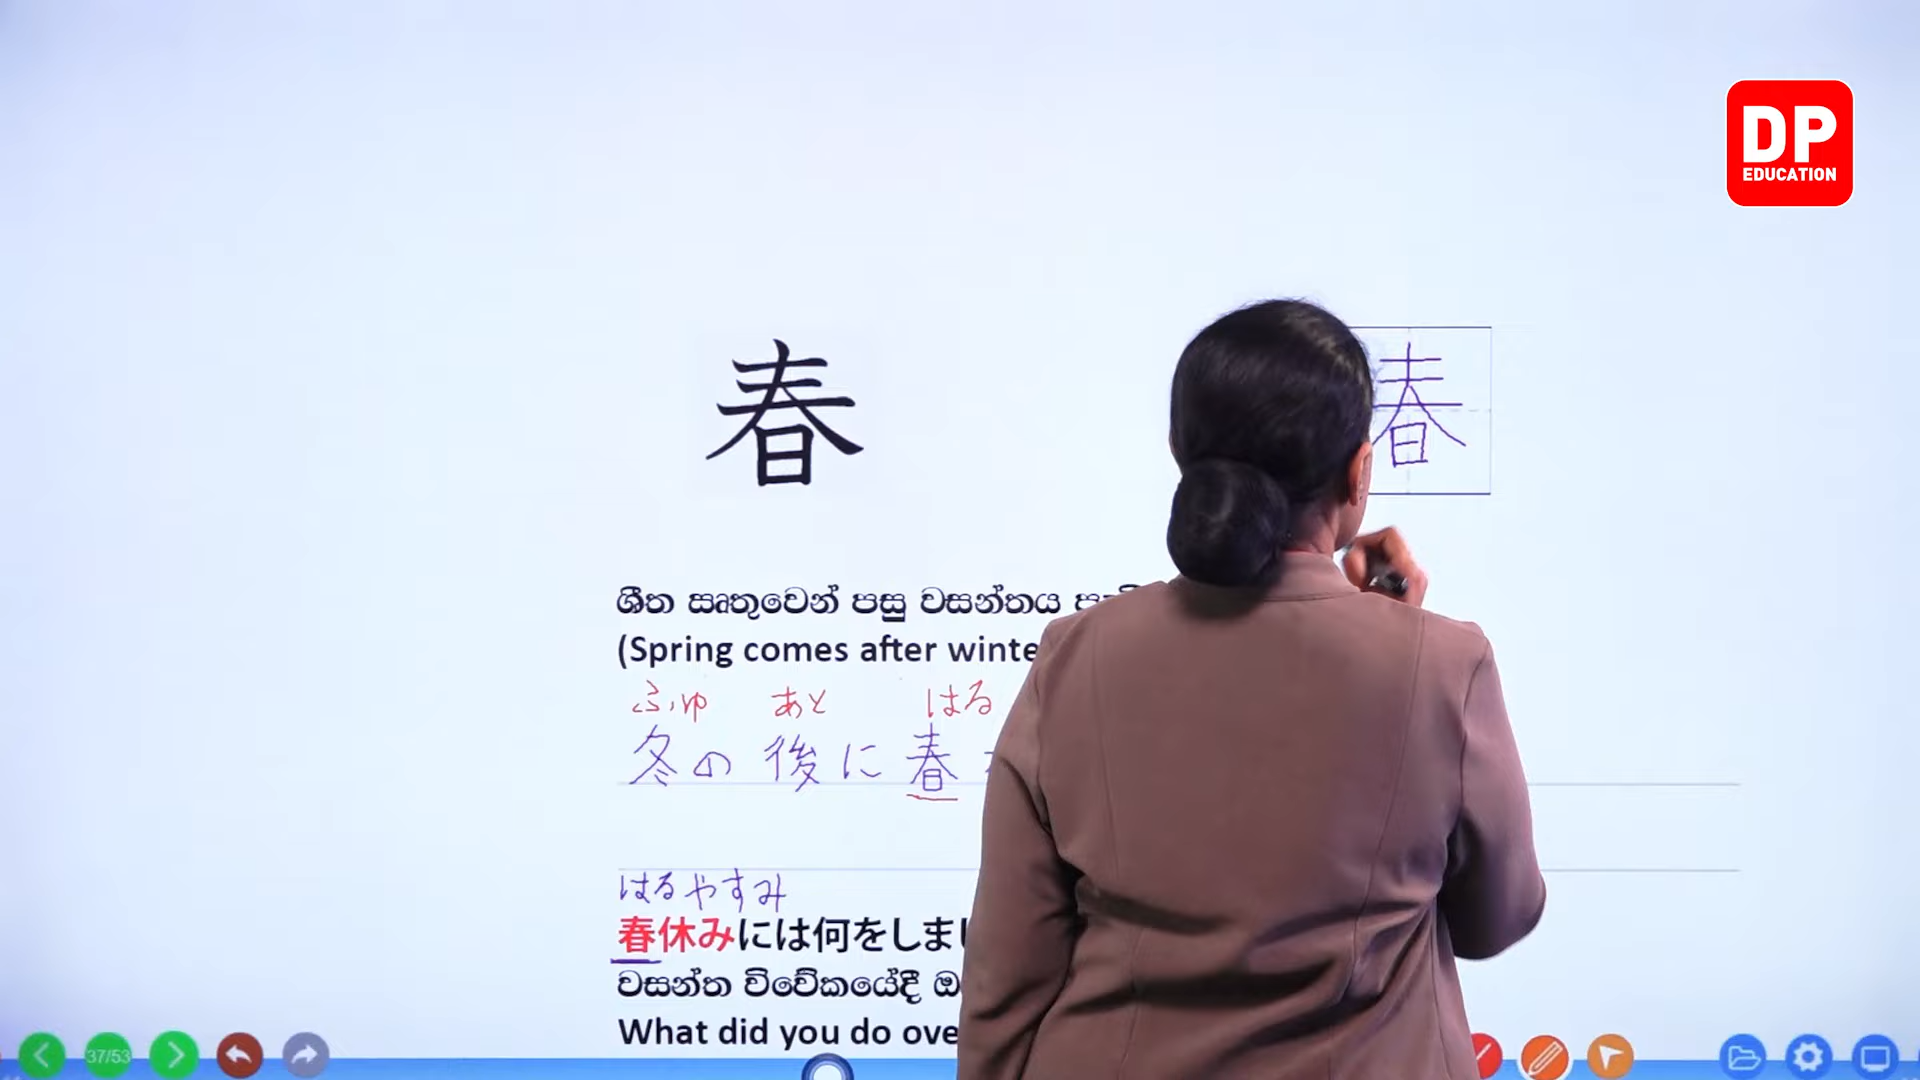 DP
EDUCATION
春
春
ශීත සෘතුවෙන් පසු වසන්තය
(Spring comes after
ふゆ あと はる
冬の後に春
はるやすみ
春休みには何をしまし
වසන්ත විවේකයේදී ඔ
What did you do
37/53